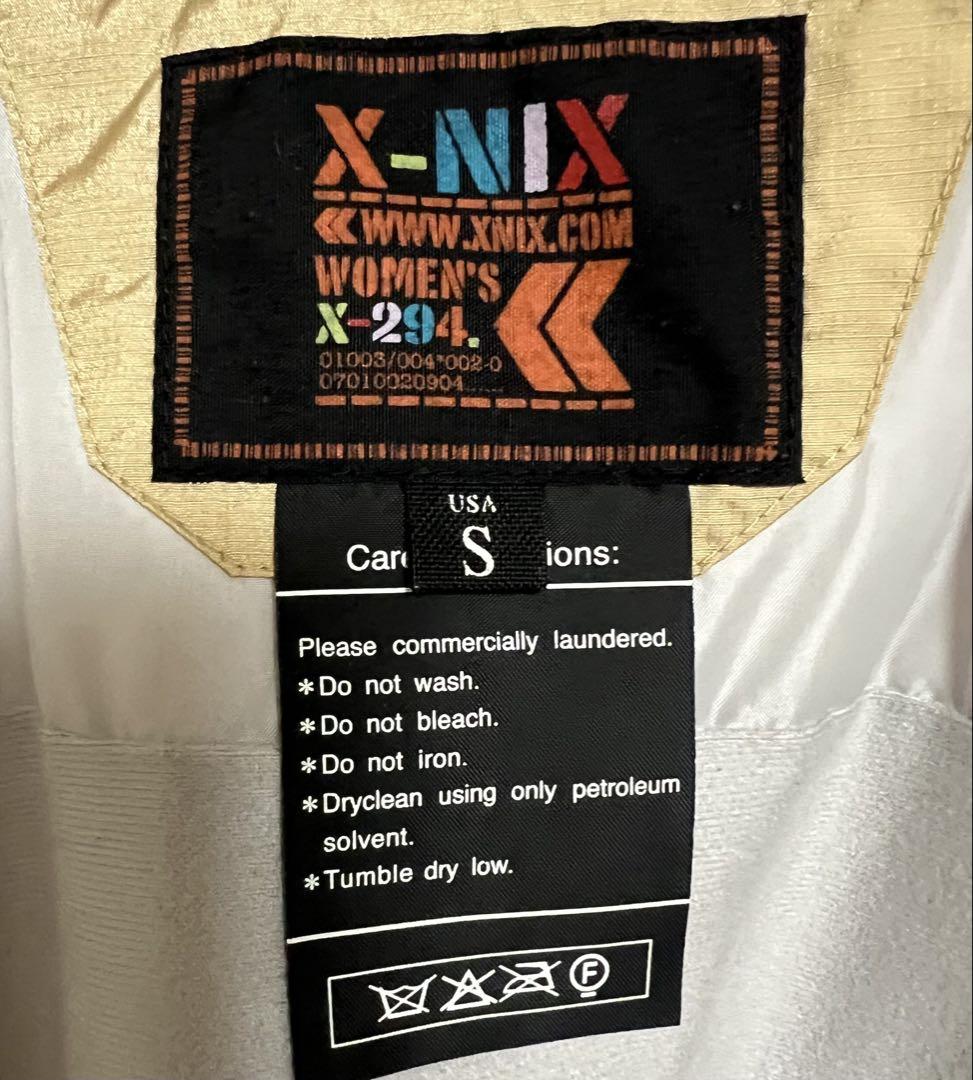 X-NIX
WWW.XNIX.COM
WOMEN'S
X-294.
01003/004*002-0
07010020904
USA
S
Care ions:
Please commercially laundered.
*Do not wash.
*Do not bleach.
*Do not iron.
*Dryclean using only petroleum
solvent.
*Tumble dry low.
F